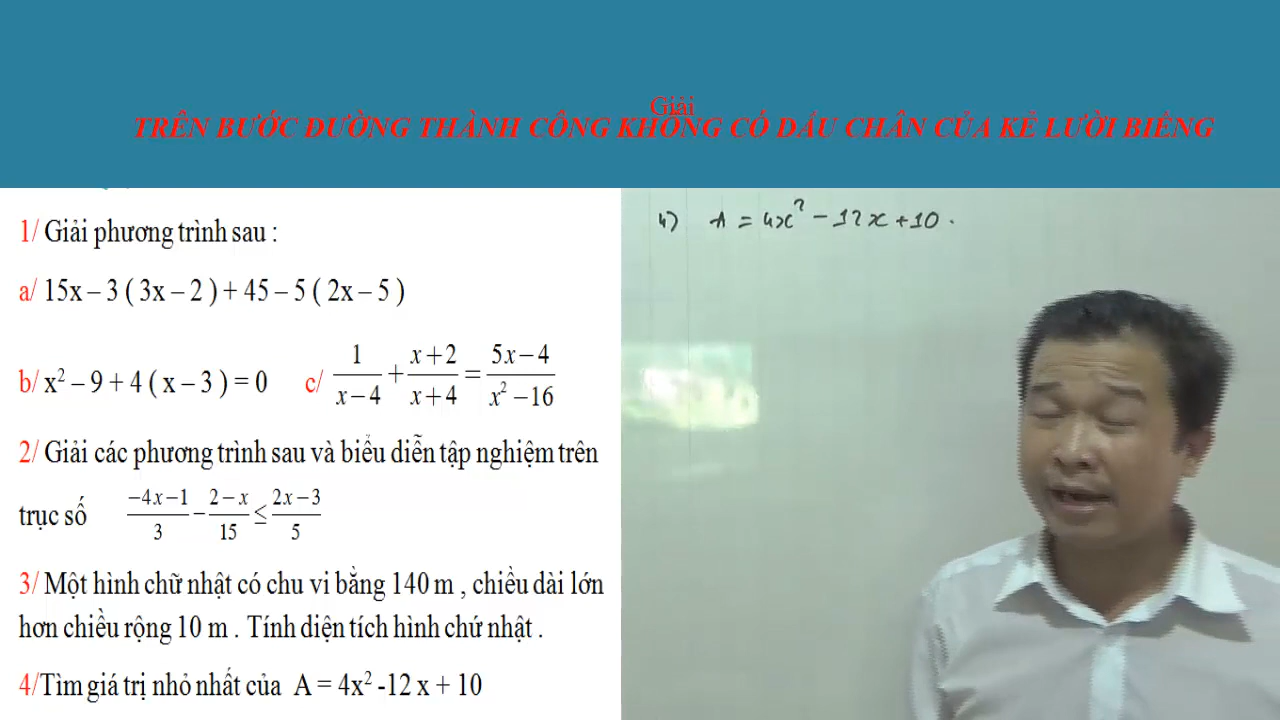 Giải
TRÊN BƯỚC ĐƯỜNG THÀNH CÔNG KHÔNG CÓ DẤU CHÂN CỦA KẺ LƯỜI BIẾNG
1/ Giải phương trình sau :
a/ 15x – 3 ( 3x – 2 ) + 45 – 5 ( 2x – 5 )
b/ x² – 9 + 4 ( x – 3 ) = 0 c/ 1/(x – 4) + (x + 2)/(x + 4) = (5x – 4)/(x² – 16)
2/ Giải các phương trình sau và biểu diễn tập nghiệm trên
trục số (–4x – 1)/3 – (2 – x)/15 ≤ (2x – 3)/5
3/ Một hình chữ nhật có chu vi bằng 140 m , chiều dài lớn
hơn chiều rộng 10 m . Tính diện tích hình chứ nhật .
4/Tìm giá trị nhỏ nhất của A = 4x² -12 x + 10
4) A = 4x² – 12x + 10 .